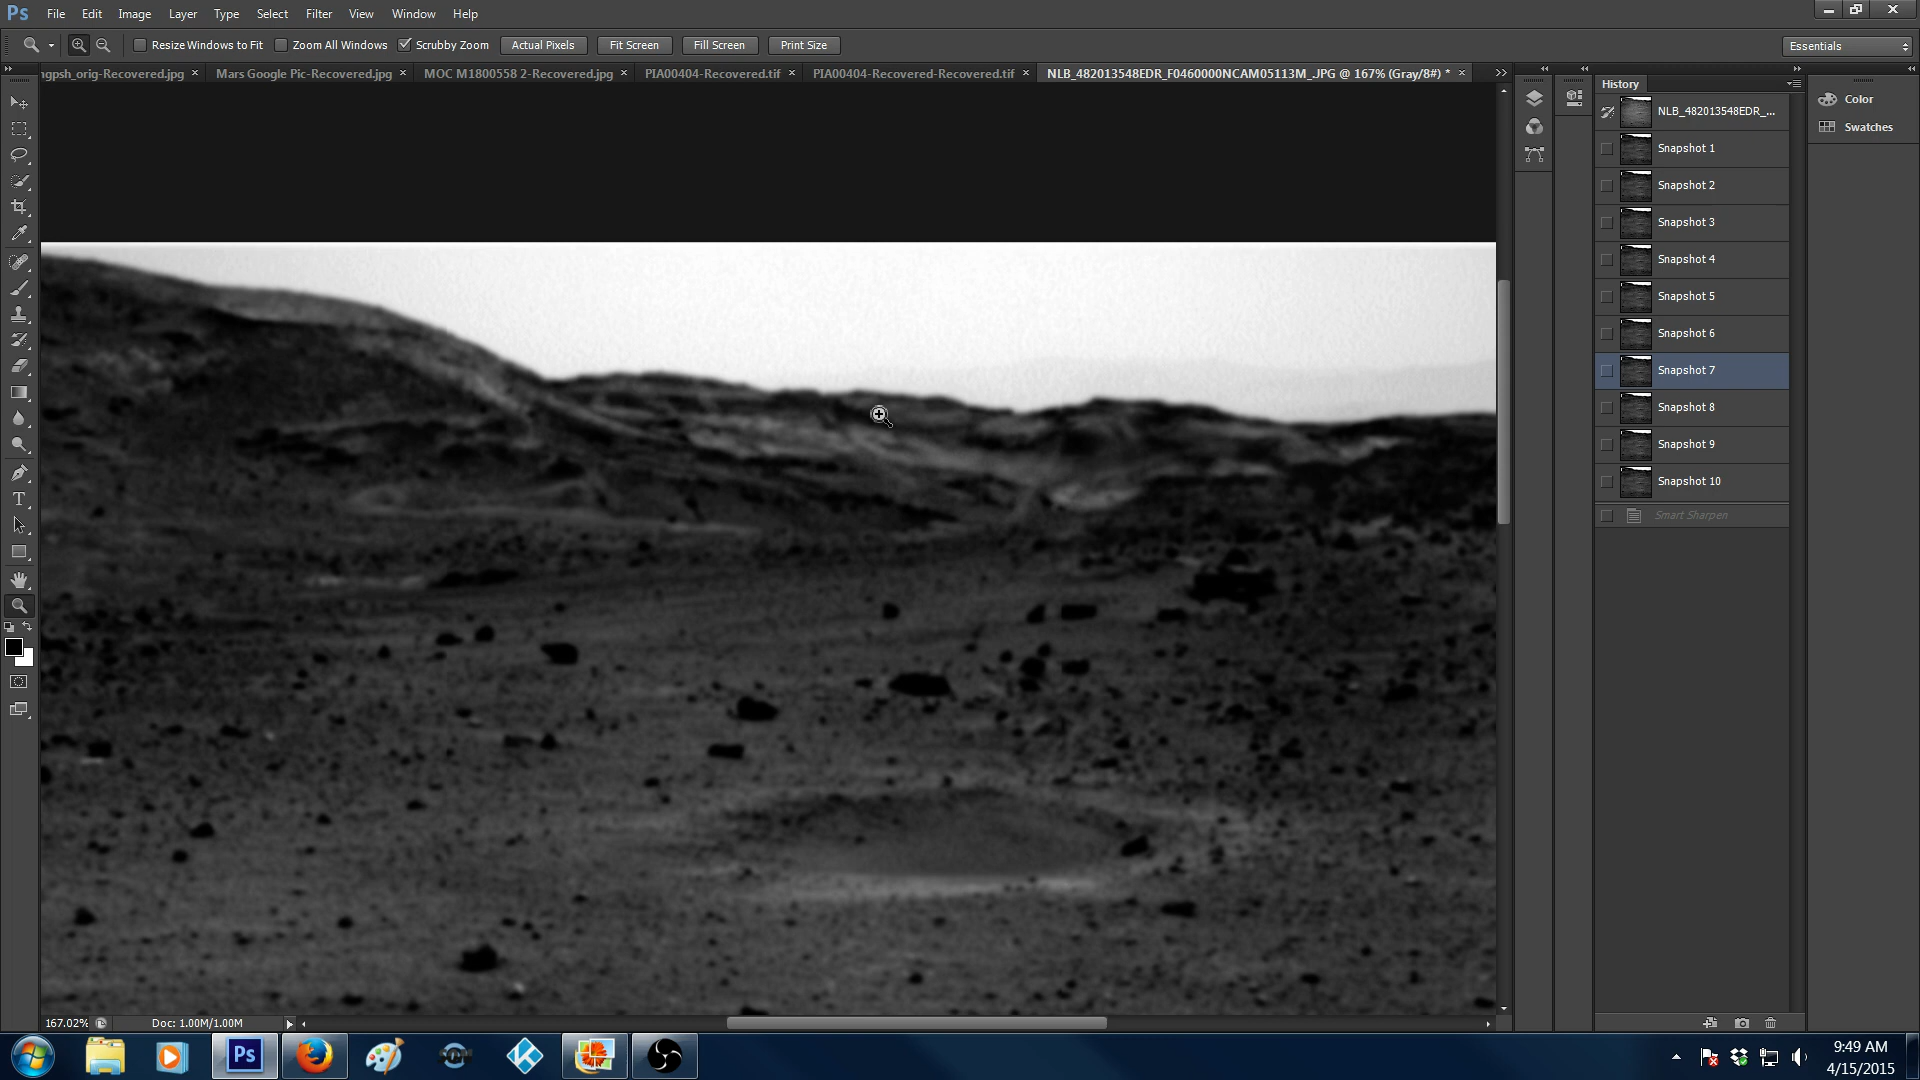 Ps File Edit Image Layer Type Select Filter View Window Help
Resize Windows to Fit Zoom All Windows Scrubby Zoom Actual Pixels Fit Screen Fill Screen Print Size Essentials
ngpsh_orig-Recovered.jpg × Mars Google Pic-Recovered.jpg × MOC M1800558 2-Recovered.jpg × PIA00404-Recovered.tif × PIA00404-Recovered-Recovered.tif × NLB_482013548EDR_F0460000NCAM05113M_.JPG @ 167% (Gray/8#) * ×
History
Color
Swatches
NLB_482013548EDR_...
Snapshot 1
Snapshot 2
Snapshot 3
Snapshot 4
Snapshot 5
Snapshot 6
Snapshot 7
Snapshot 8
Snapshot 9
Snapshot 10
Smart Sharpen
T
167.02% Doc: 1.00M/1.00M
Ps
9:49 AM
4/15/2015